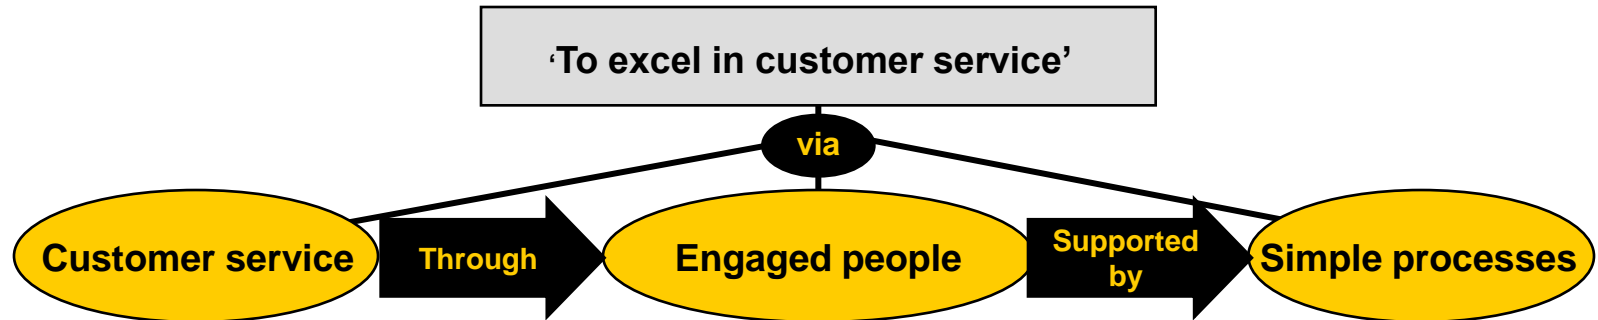 ‘To excel in customer service’
via
Customer service
Through
Engaged people
Supported
by
Simple processes